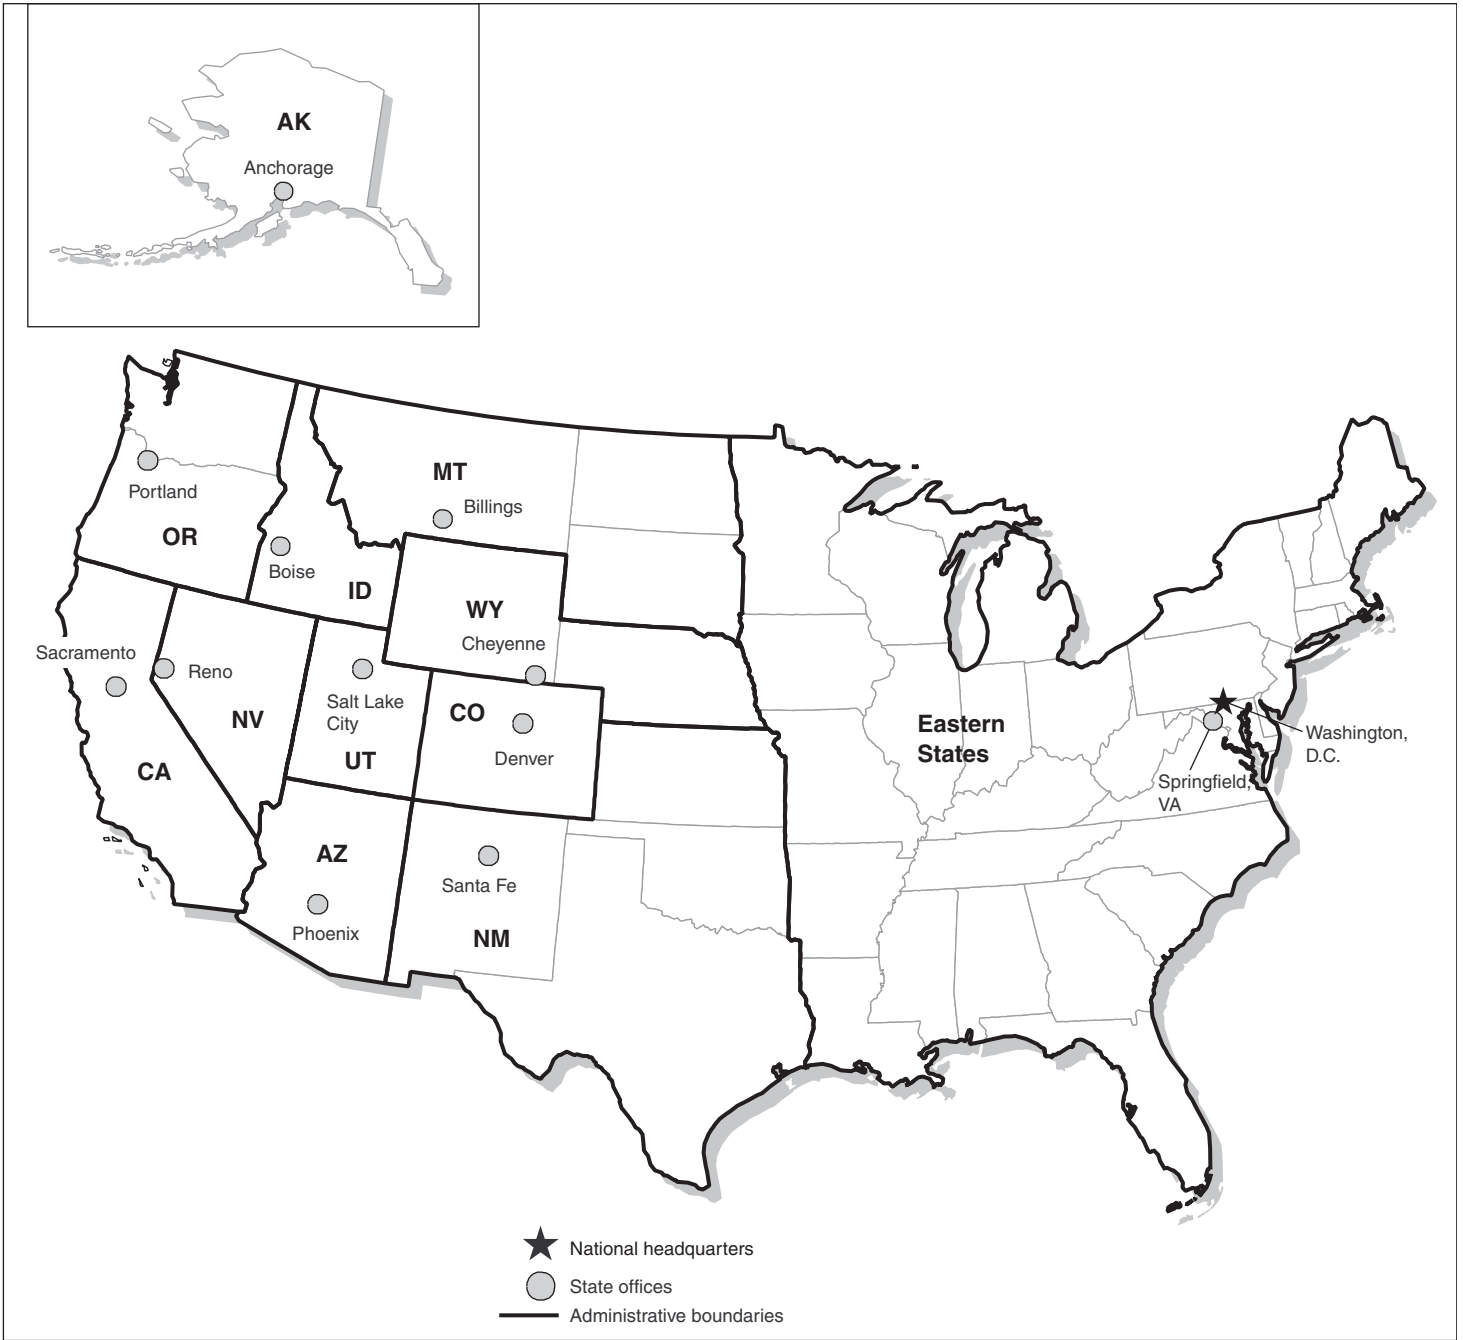 AK
Anchorage
MT
Billings
Portland
OR
Boise
ID
WY
Cheyenne
Sacramento
Reno
Salt Lake
City
NV
UT
CO
Denver
CA
Eastern
States
Washington,
D.C.
Springfield,
VA
AZ
Santa Fe
Phoenix
NM
National headquarters
State offices
Administrative boundaries